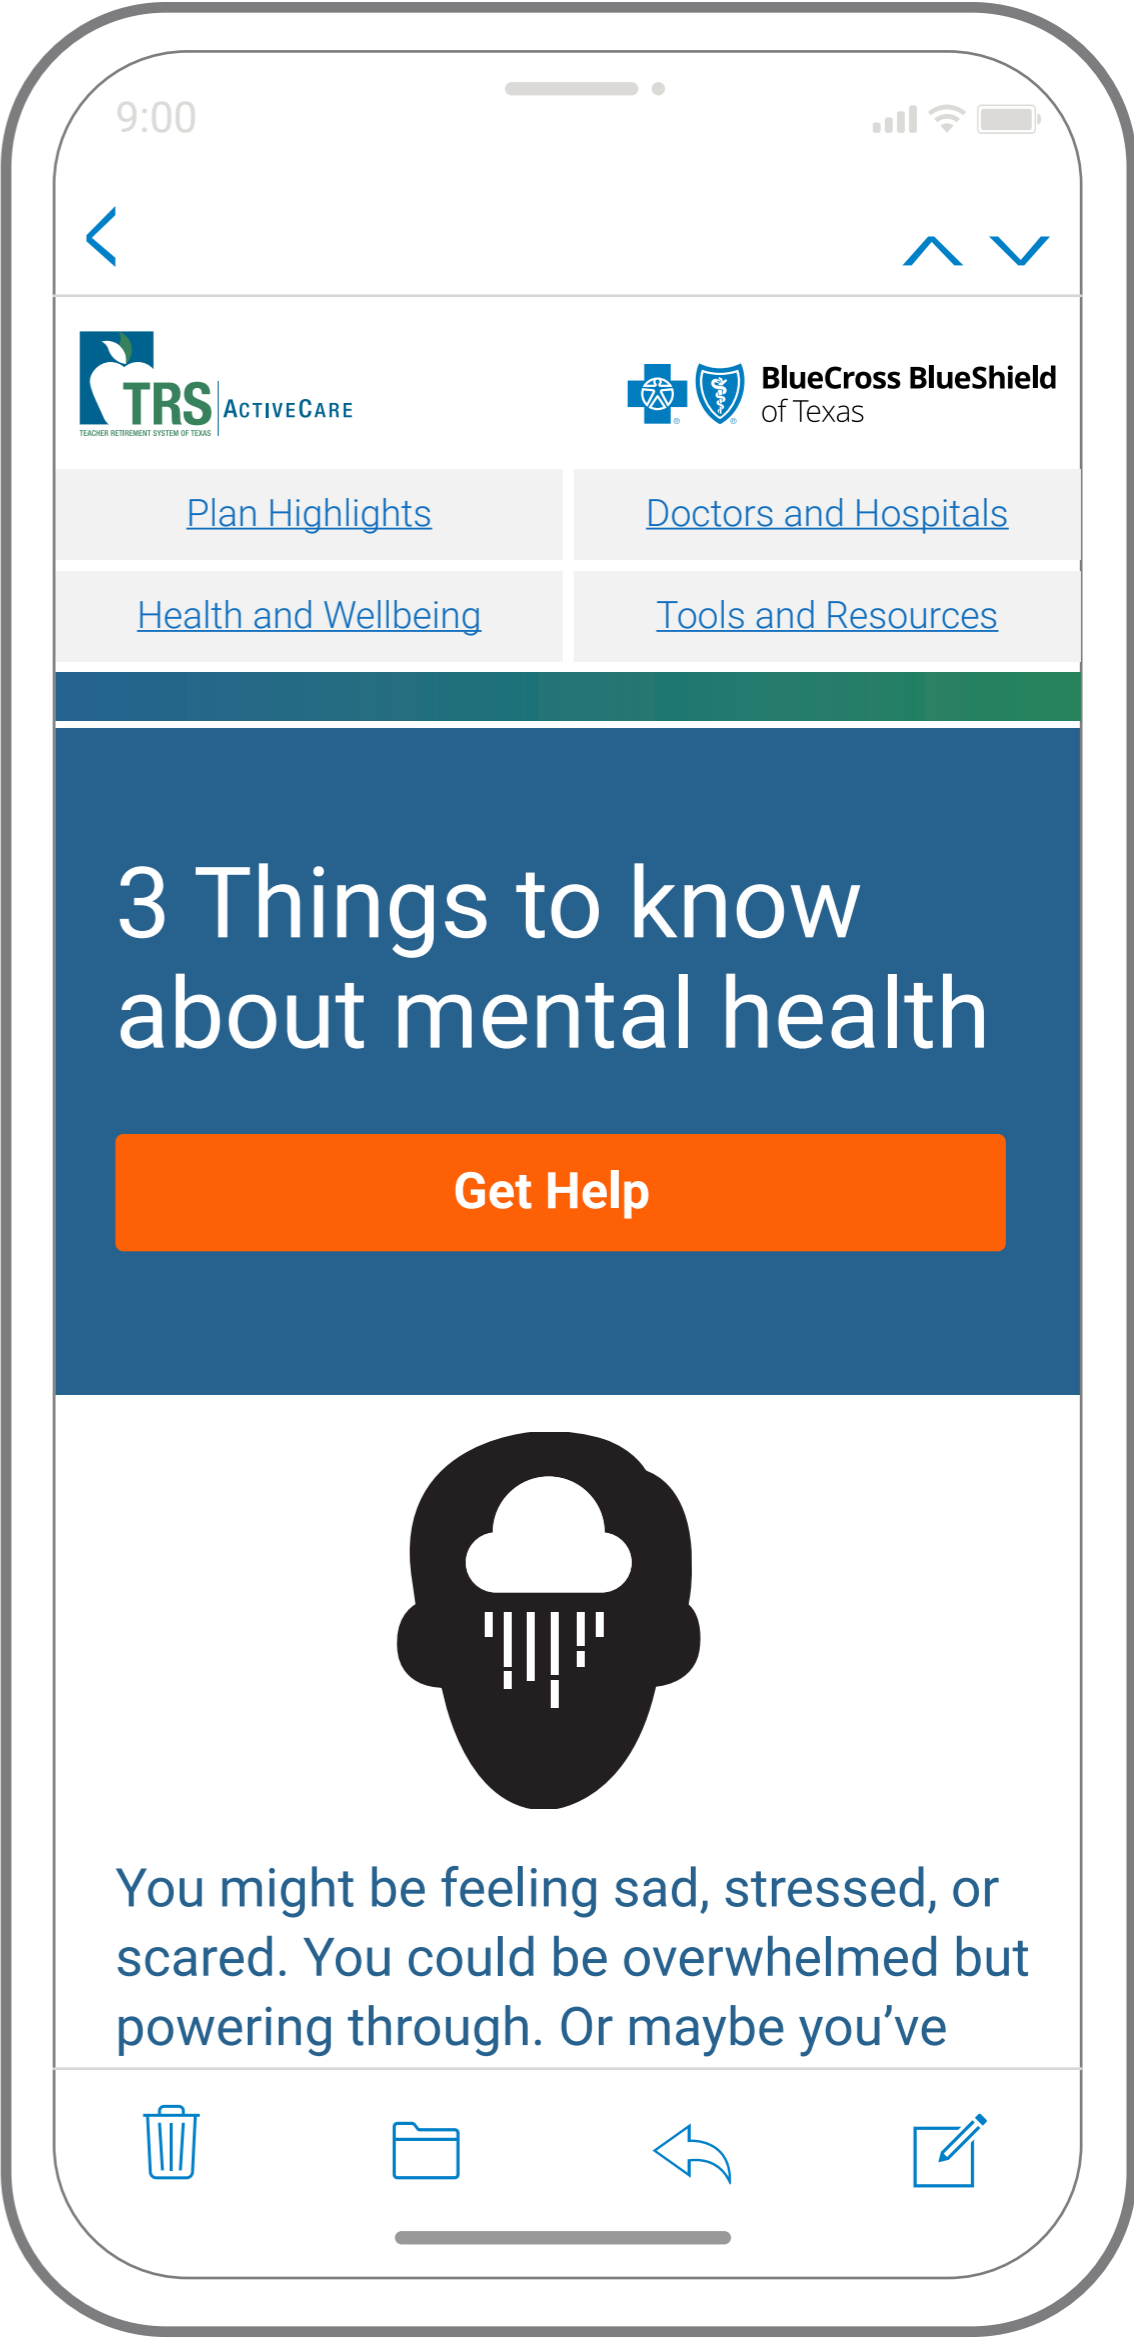 9:00
TRS ACTIVECARE
TEACHER RETIREMENT SYSTEM OF TEXAS
BlueCross BlueShield
of Texas
Plan Highlights
Doctors and Hospitals
Health and Wellbeing
Tools and Resources
3 Things to know
about mental health
Get Help
You might be feeling sad, stressed, or
scared. You could be overwhelmed but
powering through. Or maybe you’ve